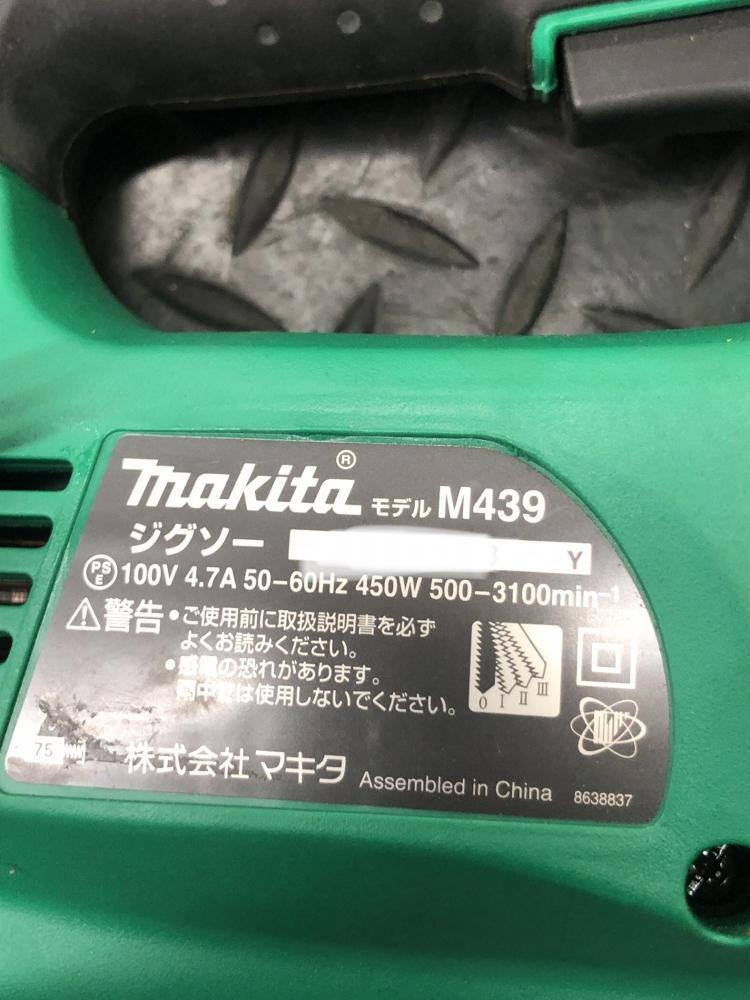 makita® モデル M439
ジグソー Y
PSE 100V 4.7A 50-60Hz 450W 500-3100min-1
警告 •ご使用前に取扱説明書を必ず
よくお読みください。
•感電の恐れがあります。
雨中では使用しないでください。
0 I II III
75mm
株式会社マキタ Assembled in China 8638837